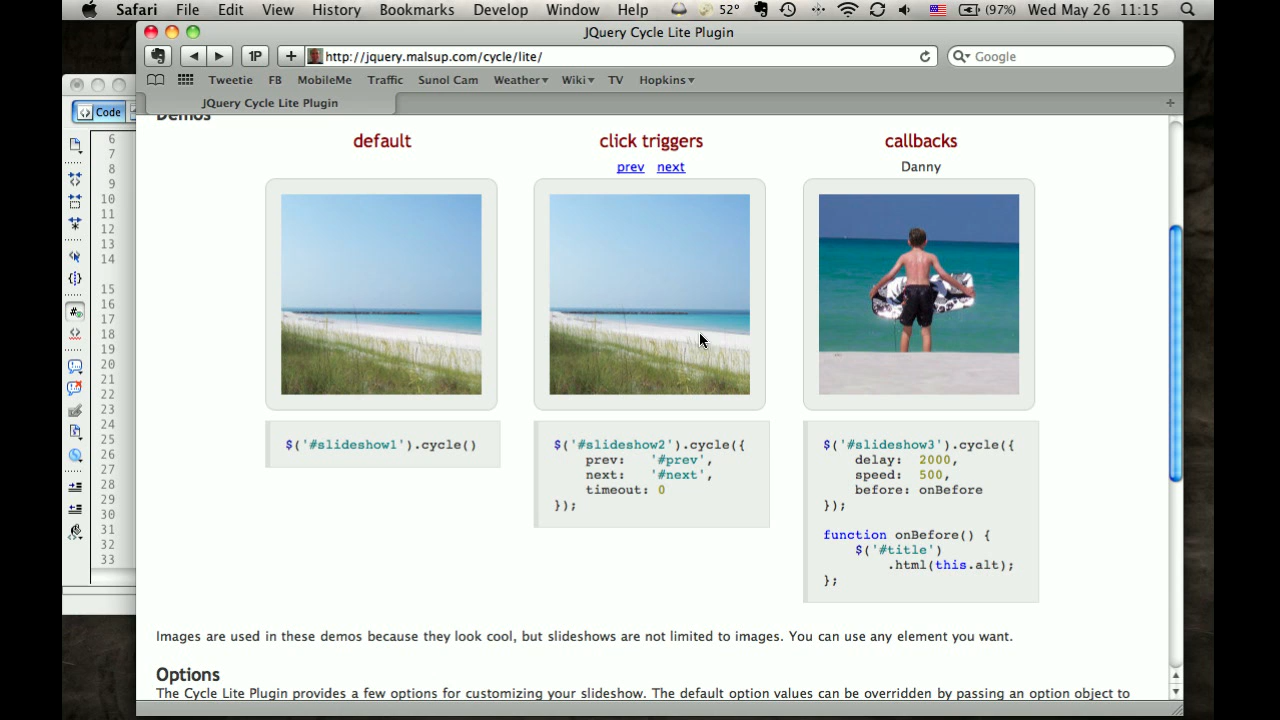 Safari File Edit View History Bookmarks Develop Window Help 52° (97%) Wed May 26 11:15
JQuery Cycle Lite Plugin
1P + http://jquery.malsup.com/cycle/lite/ Google
Tweetie FB MobileMe Traffic Sunol Cam Weather Wiki TV Hopkins
JQuery Cycle Lite Plugin
Code
6
7
8
9
10
11
12
13
14
15
16
17
18
19
20
21
22
23
24
25
26
27
28
29
30
31
32
33
Demos
default
click triggers
callbacks
prev next
Danny
$('#slideshow1').cycle()
$('#slideshow2').cycle({
prev: '#prev',
next: '#next',
timeout: 0
});
$('#slideshow3').cycle({
delay: 2000,
speed: 500,
before: onBefore
});
function onBefore() {
$('#title')
.html(this.alt);
};
Images are used in these demos because they look cool, but slideshows are not limited to images. You can use any element you want.
Options
The Cycle Lite Plugin provides a few options for customizing your slideshow. The default option values can be overridden by passing an option object to